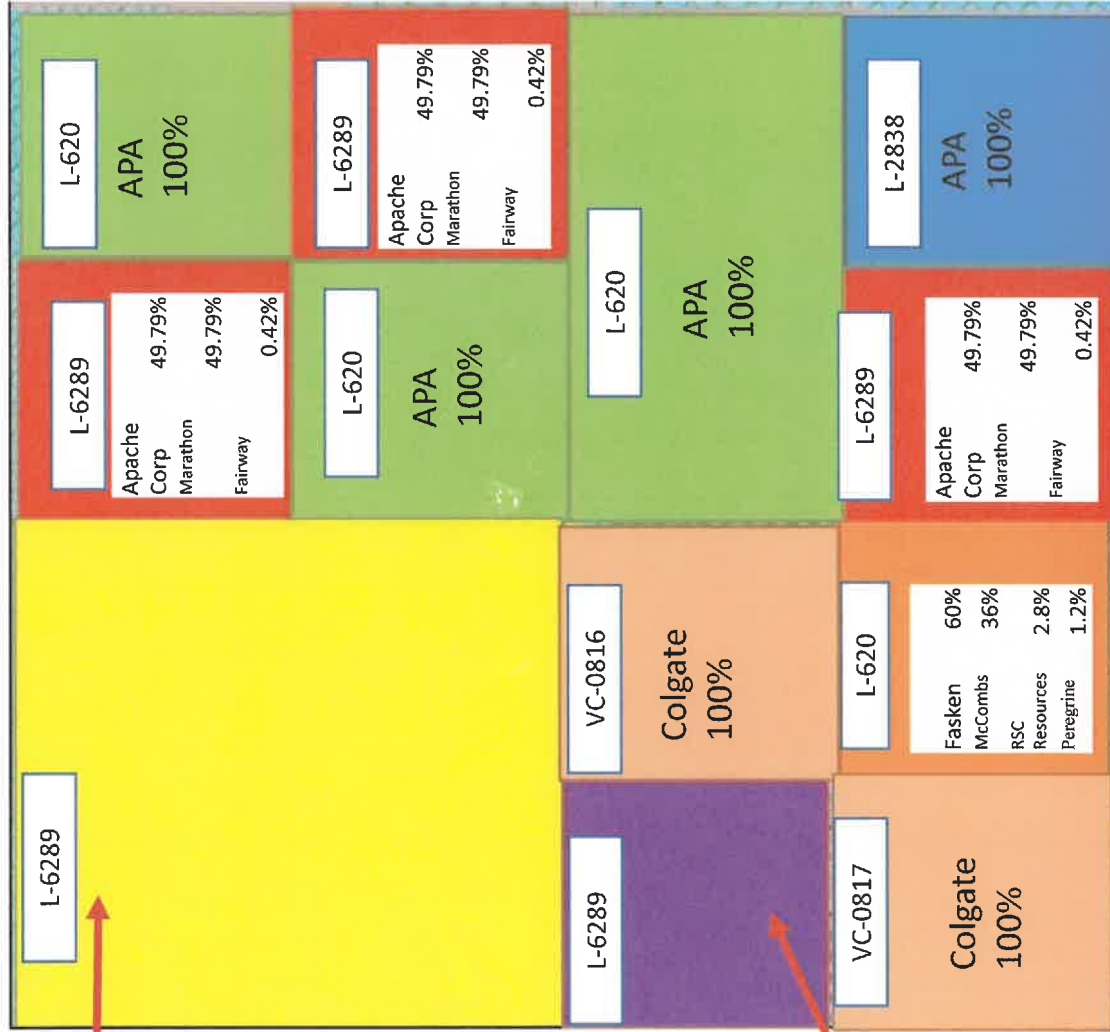 L-6289
L-6289
Apache Corp 49.79%
Marathon 49.79%
Fairway 0.42%
L-620
APA
100%
L-620
APA
100%
L-6289
Apache Corp 49.79%
Marathon 49.79%
Fairway 0.42%
L-6289
VC-0816
Colgate
100%
L-620
APA
100%
VC-0817
Colgate
100%
L-620
Fasken 60%
McCombs 36%
RSC
Resources 2.8%
Peregrine 1.2%
L-6289
Apache Corp 49.79%
Marathon 49.79%
Fairway 0.42%
L-2838
APA
100%